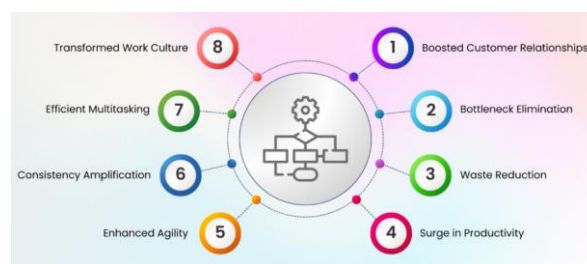 8
Transformed Work Culture
1
Boosted Customer Relationships
7
Efficient Multitasking
2
Bottleneck Elimination
6
Consistency Amplification
3
Waste Reduction
5
Enhanced Agility
4
Surge in Productivity